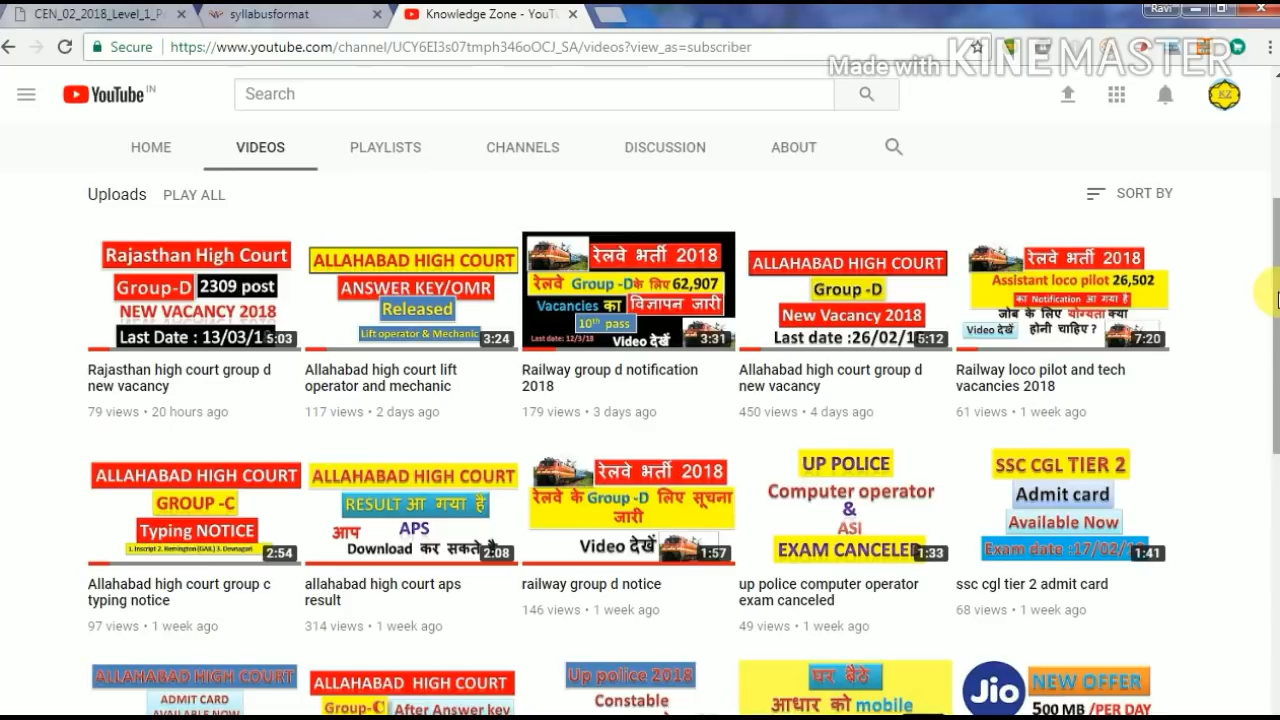 CEN_02_2018_Level_1_P
syllabusformat
Knowledge Zone - YouTu
Ravi
Secure
https://www.youtube.com/channel/UCY6EI3s07tmph346oOCJ_SA/videos?view_as=subscriber
Made with KINEMASTER
YouTube IN
Search
KZ
HOME
VIDEOS
PLAYLISTS
CHANNELS
DISCUSSION
ABOUT
Uploads
PLAY ALL
SORT BY
Rajasthan High Court
Group-D 2309 post
NEW VACANCY 2018
Last Date : 13/03/1
5:03
Rajasthan high court group d
new vacancy
79 views • 20 hours ago
ALLAHABAD HIGH COURT
ANSWER KEY/OMR
Released
Lift operator & Mechanic
3:24
Allahabad high court lift
operator and mechanic
117 views • 2 days ago
रेलवे भर्ती 2018
रेलवे Group -Dके लिए 62,907
Vacancies का विज्ञापन जारी
10th pass
Last date: 12/3/18
Video देखें
3:31
Railway group d notification
2018
179 views • 3 days ago
ALLAHABAD HIGH COURT
Group -D
New Vacancy 2018
Last date :26/02/1
5:12
Allahabad high court group d
new vacancy
450 views • 4 days ago
रेलवे भर्ती 2018
Assistant loco pilot 26,502
का Notification आ गया है
जॉब के लिए योग्यता क्या
Video देखें होनी चाहिए ?
7:20
Railway loco pilot and tech
vacancies 2018
61 views • 1 week ago
ALLAHABAD HIGH COURT
GROUP -C
Typing NOTICE
1. Inscript 2. Remington (GAIL) 3. Devnagari
2:54
Allahabad high court group c
typing notice
97 views • 1 week ago
ALLAHABAD HIGH COURT
RESULT आ गया है
आप APS
Download कर सकते है
2:08
allahabad high court aps
result
314 views • 1 week ago
रेलवे भर्ती 2018
रेलवे के Group -D लिए सूचना
जारी
Video देखें
1:57
railway group d notice
146 views • 1 week ago
UP POLICE
Computer operator
&
ASI
EXAM CANCELED
1:33
up police computer operator
exam canceled
49 views • 1 week ago
SSC CGL TIER 2
Admit card
Available Now
Exam date :17/02/1
1:41
ssc cgl tier 2 admit card
68 views • 1 week ago
ALLAHABAD HIGH COURT
ADMIT CARD
AVAILABLE NOW
ALLAHABAD HIGH COURT
Group-C After Answer key
Up police 2018
Constable
घर बैठे
आधार को mobile
Jio NEW OFFER
500 MB /PER DAY